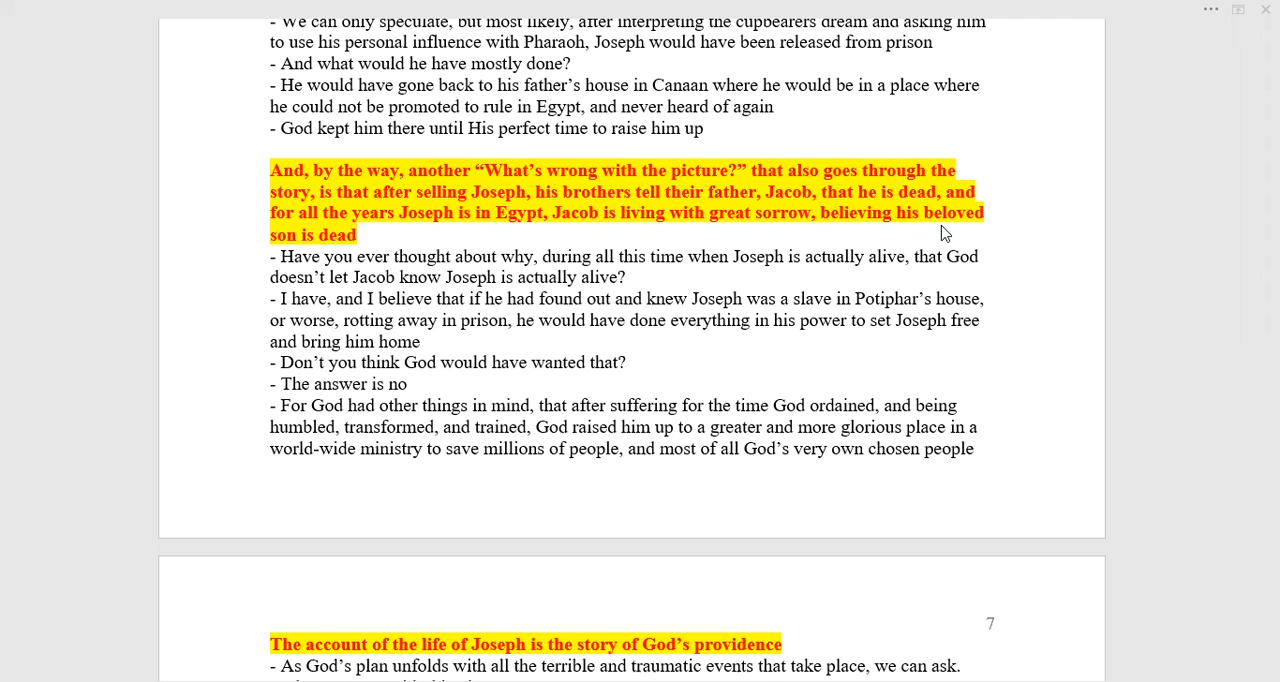 - We can only speculate, but most likely, after interpreting the cupbearers dream and asking him
to use his personal influence with Pharaoh, Joseph would have been released from prison
- And what would he have mostly done?
- He would have gone back to his father’s house in Canaan where he would be in a place where
he could not be promoted to rule in Egypt, and never heard of again
- God kept him there until His perfect time to raise him up
And, by the way, another “What’s wrong with the picture?” that also goes through the
story, is that after selling Joseph, his brothers tell their father, Jacob, that he is dead, and
for all the years Joseph is in Egypt, Jacob is living with great sorrow, believing his beloved
son is dead
- Have you ever thought about why, during all this time when Joseph is actually alive, that God
doesn’t let Jacob know Joseph is actually alive?
- I have, and I believe that if he had found out and knew Joseph was a slave in Potiphar’s house,
or worse, rotting away in prison, he would have done everything in his power to set Joseph free
and bring him home
- Don’t you think God would have wanted that?
- The answer is no
- For God had other things in mind, that after suffering for the time God ordained, and being
humbled, transformed, and trained, God raised him up to a greater and more glorious place in a
world-wide ministry to save millions of people, and most of all God’s very own chosen people
7
The account of the life of Joseph is the story of God’s providence
- As God’s plan unfolds with all the terrible and traumatic events that take place, we can ask.